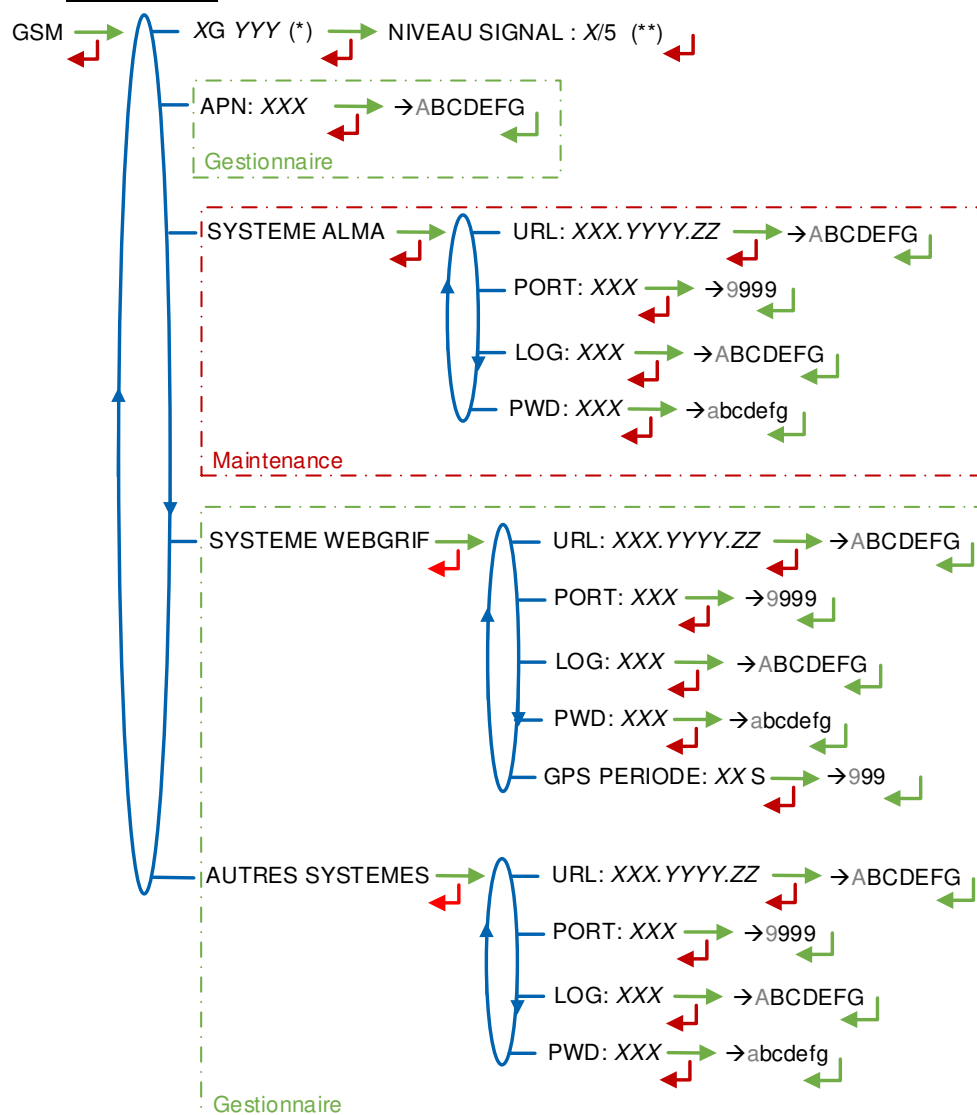 GSM XG YYY (*) NIVEAU SIGNAL : X/5 (**)
APN: XXX →ABCDEFG
Gestionnaire
SYSTEME ALMA URL: XXX.YYYY.ZZ →ABCDEFG
PORT: XXX →9999
LOG: XXX →ABCDEFG
PWD: XXX →abcdefg
Maintenance
SYSTEME WEBGRIF URL: XXX.YYYY.ZZ →ABCDEFG
PORT: XXX →9999
LOG: XXX →ABCDEFG
PWD: XXX →abcdefg
GPS PERIODE: XX S →999
AUTRES SYSTEMES URL: XXX.YYYY.ZZ →ABCDEFG
PORT: XXX →9999
LOG: XXX →ABCDEFG
PWD: XXX →abcdefg
Gestionnaire